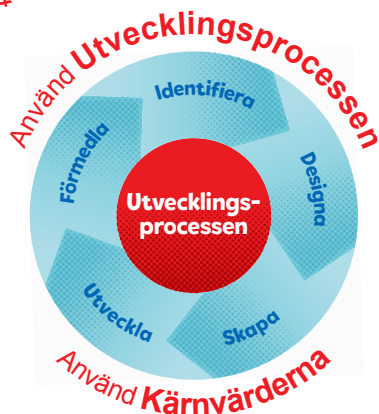 Använd Utvecklingsprocessen
Identifiera
Designa
Skapa
Utveckla
Förmedla
Utvecklings-
processen
Använd Kärnvärderna